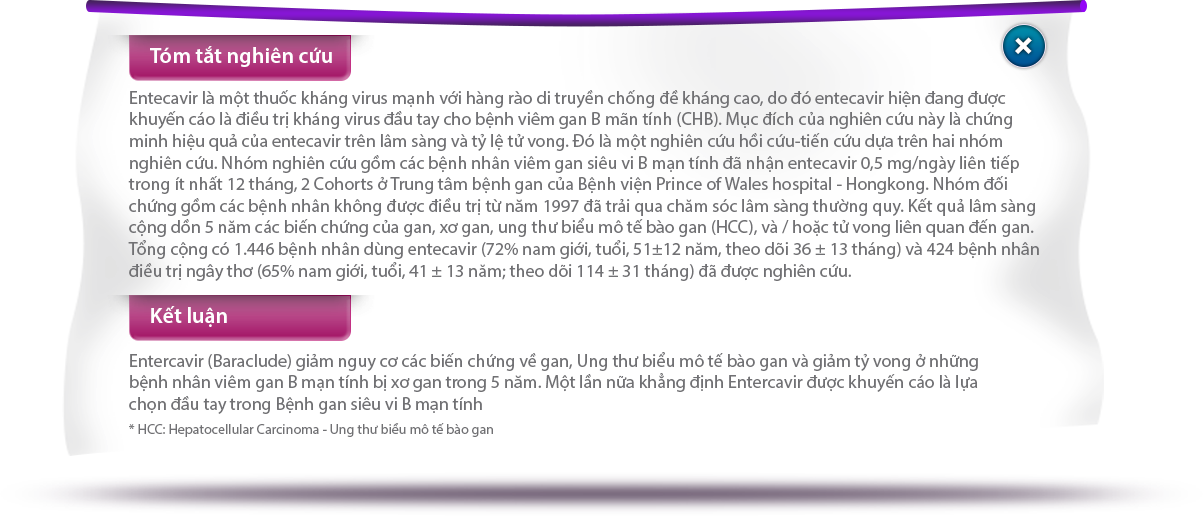 Tóm tắt nghiên cứu
Entecavir là một thuốc kháng virus mạnh với hàng rào di truyền chống đề kháng cao, do đó entecavir hiện đang được
khuyến cáo là điều trị kháng virus đầu tay cho bệnh viêm gan B mãn tính (CHB). Mục đích của nghiên cứu này là chứng
minh hiệu quả của entecavir trên lâm sàng và tỷ lệ tử vong. Đó là một nghiên cứu hồi cứu-tiến cứu dựa trên hai nhóm
nghiên cứu. Nhóm nghiên cứu gồm các bệnh nhân viêm gan siêu vi B mạn tính đã nhận entecavir 0,5 mg/ngày liên tiếp
trong ít nhất 12 tháng, 2 Cohorts ở Trung tâm bệnh gan của Bệnh viện Prince of Wales hospital - Hongkong. Nhóm đối
chứng gồm các bệnh nhân không được điều trị từ năm 1997 đã trải qua chăm sóc lâm sàng thường quy. Kết quả lâm sàng
cộng dồn 5 năm các biến chứng của gan, xơ gan, ung thư biểu mô tế bào gan (HCC), và / hoặc tử vong liên quan đến gan.
Tổng cộng có 1.446 bệnh nhân dùng entecavir (72% nam giới, tuổi, 51±12 năm, theo dõi 36 ± 13 tháng) và 424 bệnh nhân
điều trị ngây thơ (65% nam giới, tuổi, 41 ± 13 năm; theo dõi 114 ± 31 tháng) đã được nghiên cứu.
Kết luận
Entercavir (Baraclude) giảm nguy cơ các biến chứng về gan, Ung thư biểu mô tế bào gan và giảm tỷ vong ở những
bệnh nhân viêm gan B mạn tính bị xơ gan trong 5 năm. Một lần nữa khẳng định Entercavir được khuyến cáo là lựa
chọn đầu tay trong Bệnh gan siêu vi B mạn tính
* HCC: Hepatocellular Carcinoma - Ung thư biểu mô tế bào gan